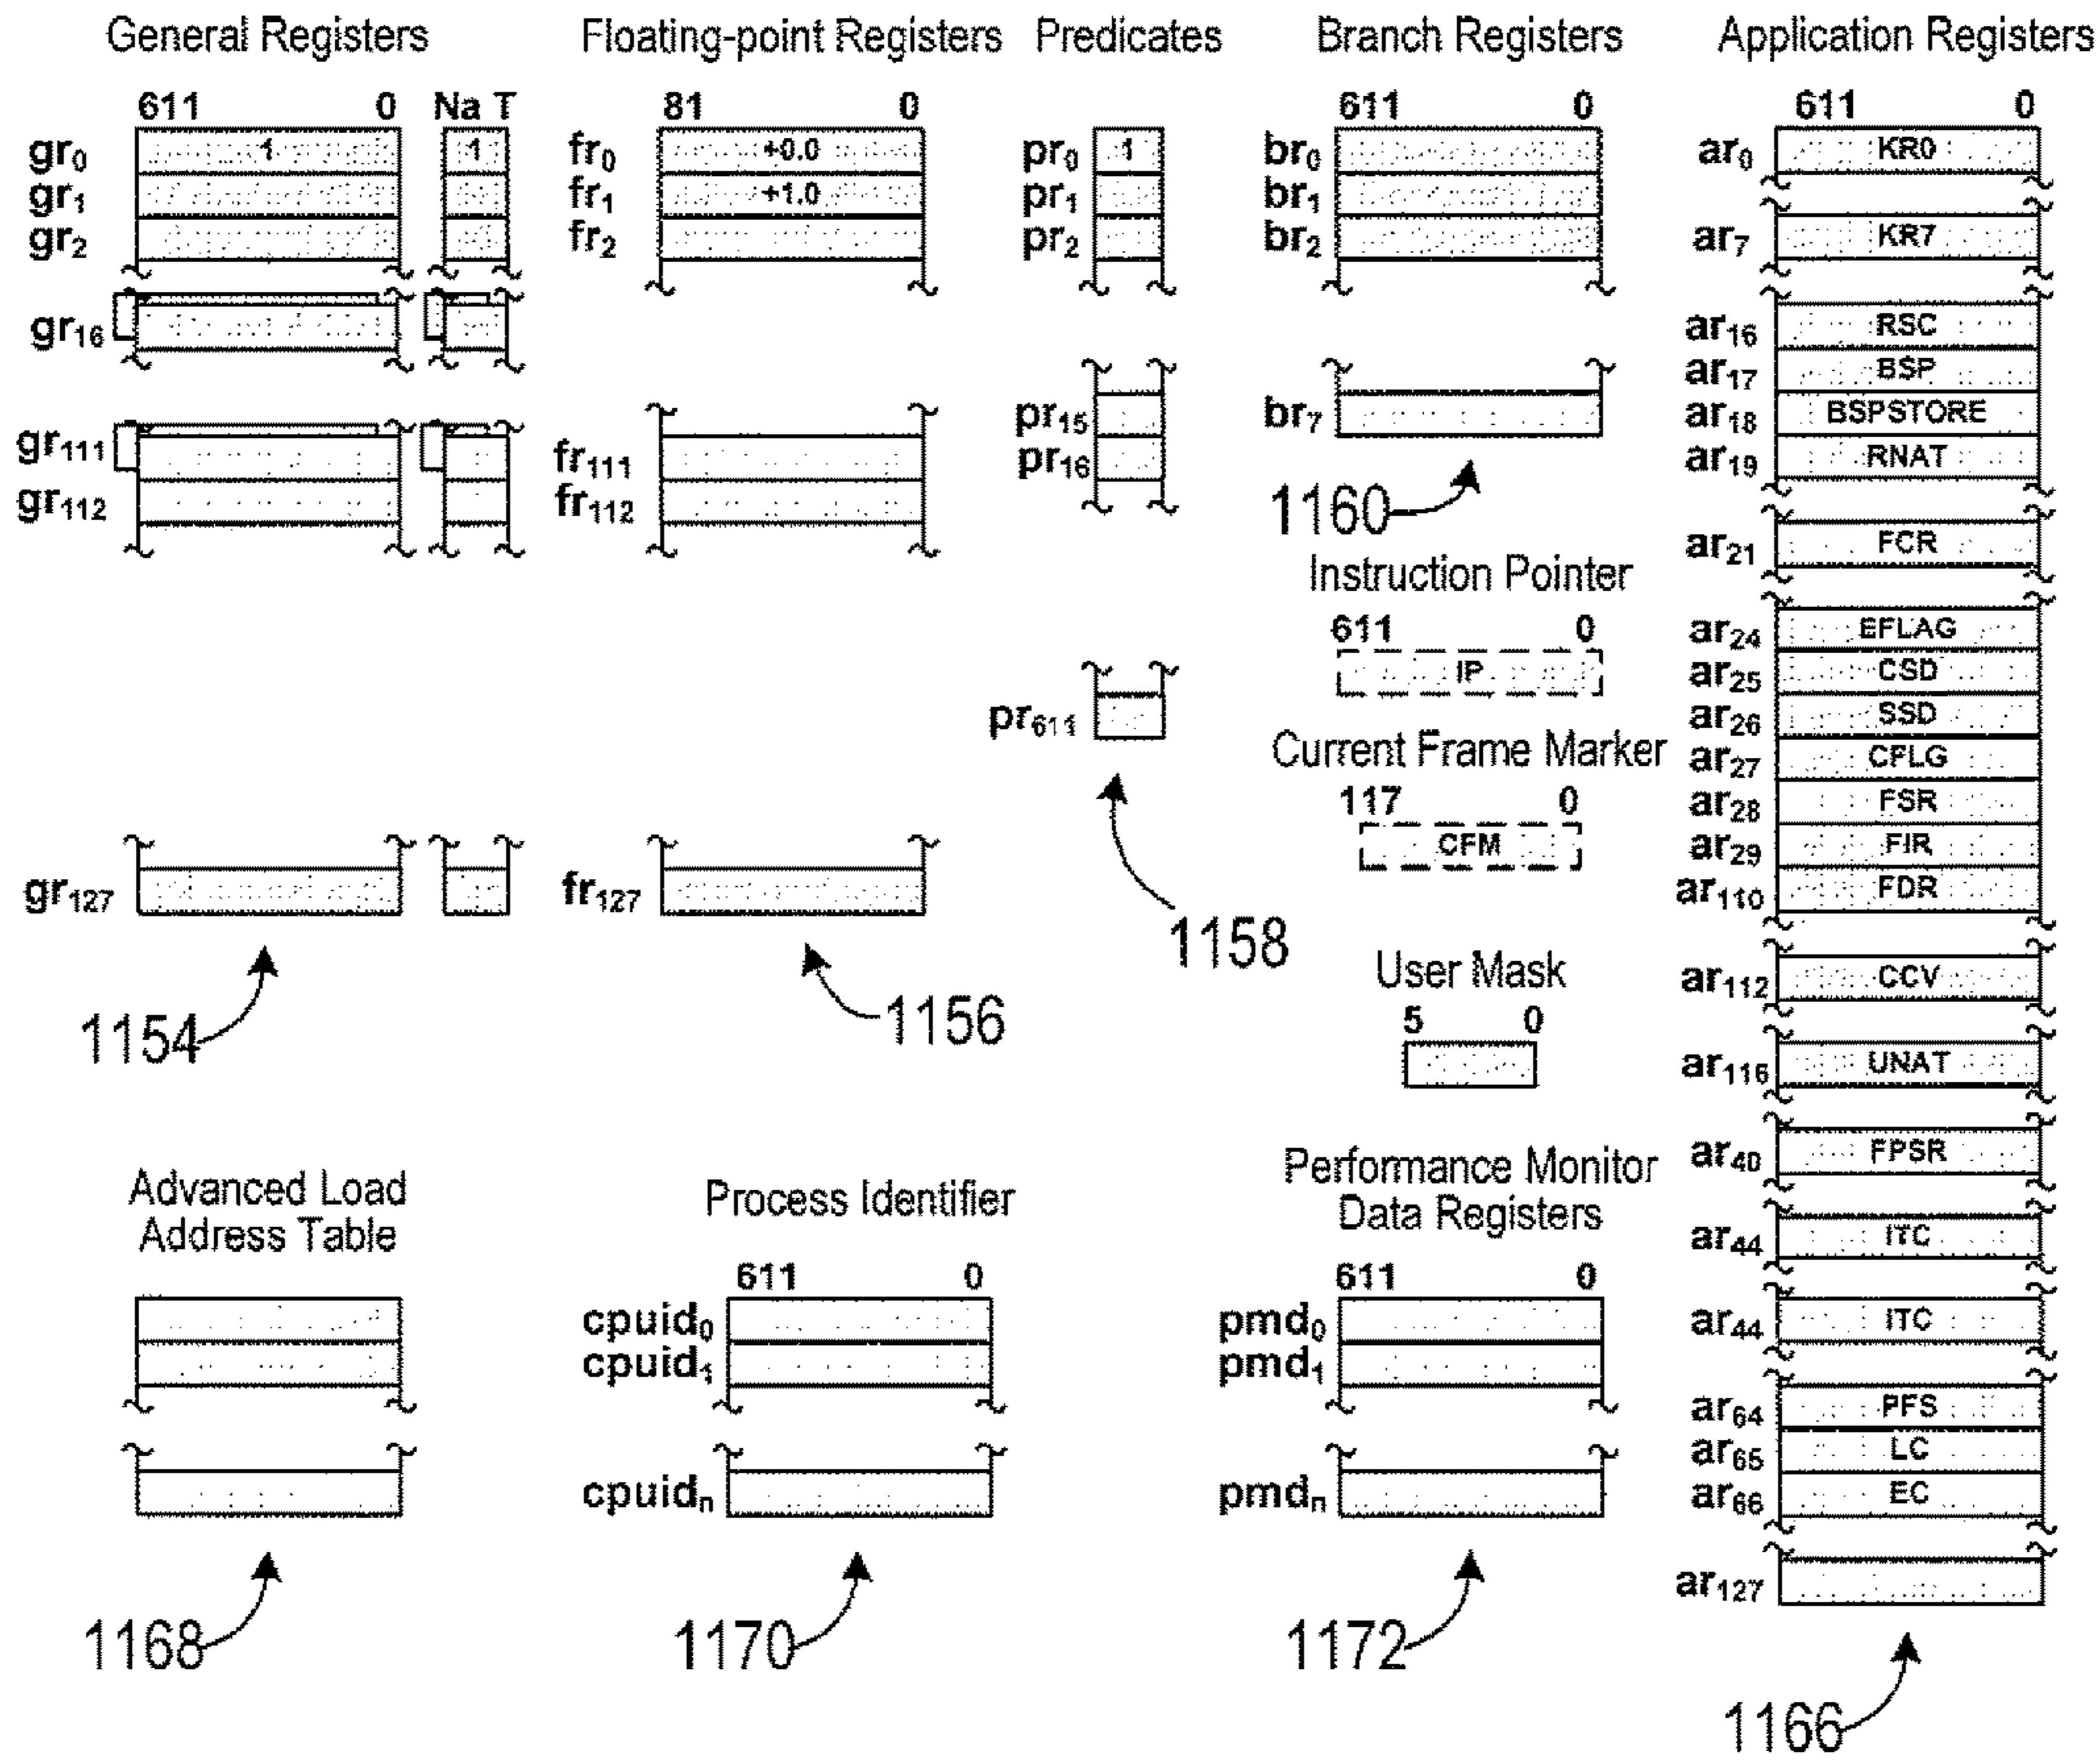 General Registers
611 0 Na T
gr0 1 1
gr1
gr2
gr16
gr111
gr112
gr127
1154
Floating-point Registers
81 0
fr0 +0.0
fr1 +1.0
fr2
fr111
fr112
fr127
1156
Predicates
pr0 1
pr1
pr2
pr15
pr16
pr611
1158
Branch Registers
611 0
br0
br1
br2
br7
1160
Instruction Pointer
611 0
IP
Current Frame Marker
117 0
CFM
User Mask
5 0
Application Registers
611 0
ar0 KR0
ar7 KR7
ar16 RSC
ar17 BSP
ar18 BSPSTORE
ar19 RNAT
ar21 FCR
ar24 EFLAG
ar25 CSD
ar26 SSD
ar27 CFLG
ar28 FSR
ar29 FIR
ar110 FDR
ar112 CCV
ar116 UNAT
ar40 FPSR
ar44 ITC
ar44 ITC
ar64 PFS
ar65 LC
ar66 EC
ar127
1166
Advanced Load
Address Table
1168
Process Identifier
611 0
cpuid0
cpuid1
cpuidn
1170
Performance Monitor
Data Registers
611 0
pmd0
pmd1
pmdn
1172